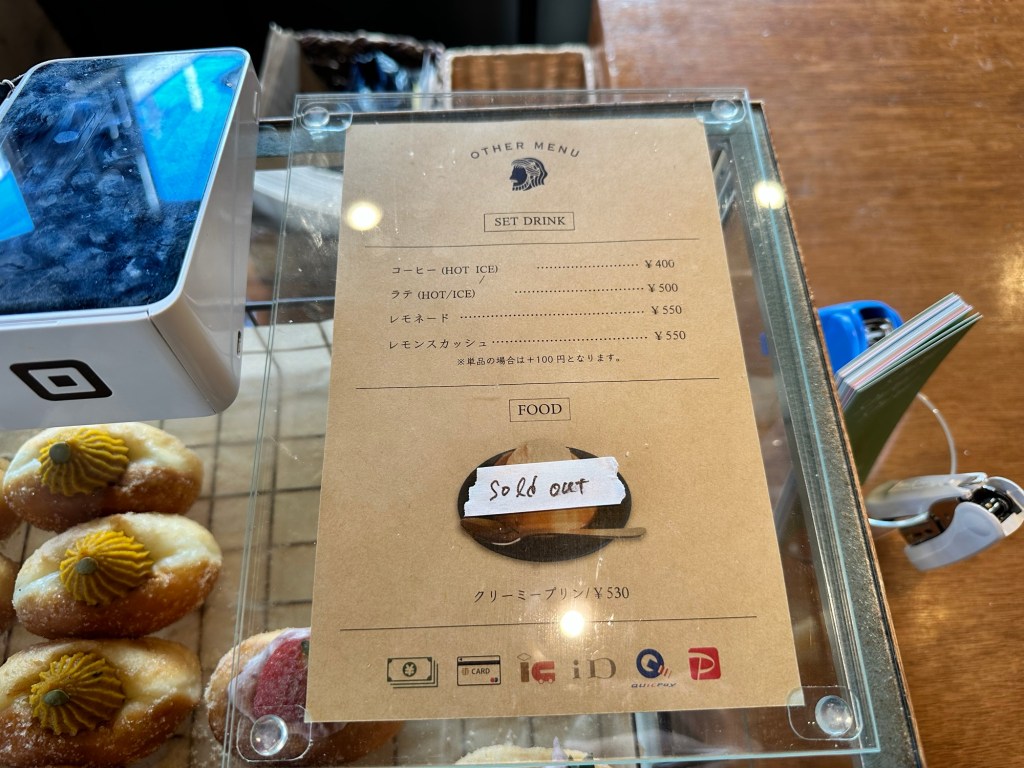 OTHER MENU
SET DRINK
コーヒー (HOT ICE) ¥400
ラテ (HOT/ICE) ¥500
レモネード ¥550
レモンスカッシュ ¥550
※単品の場合は+100円となります。
FOOD
Sold out
クリーミープリン/¥530
¥ CARD iD QUICPay P